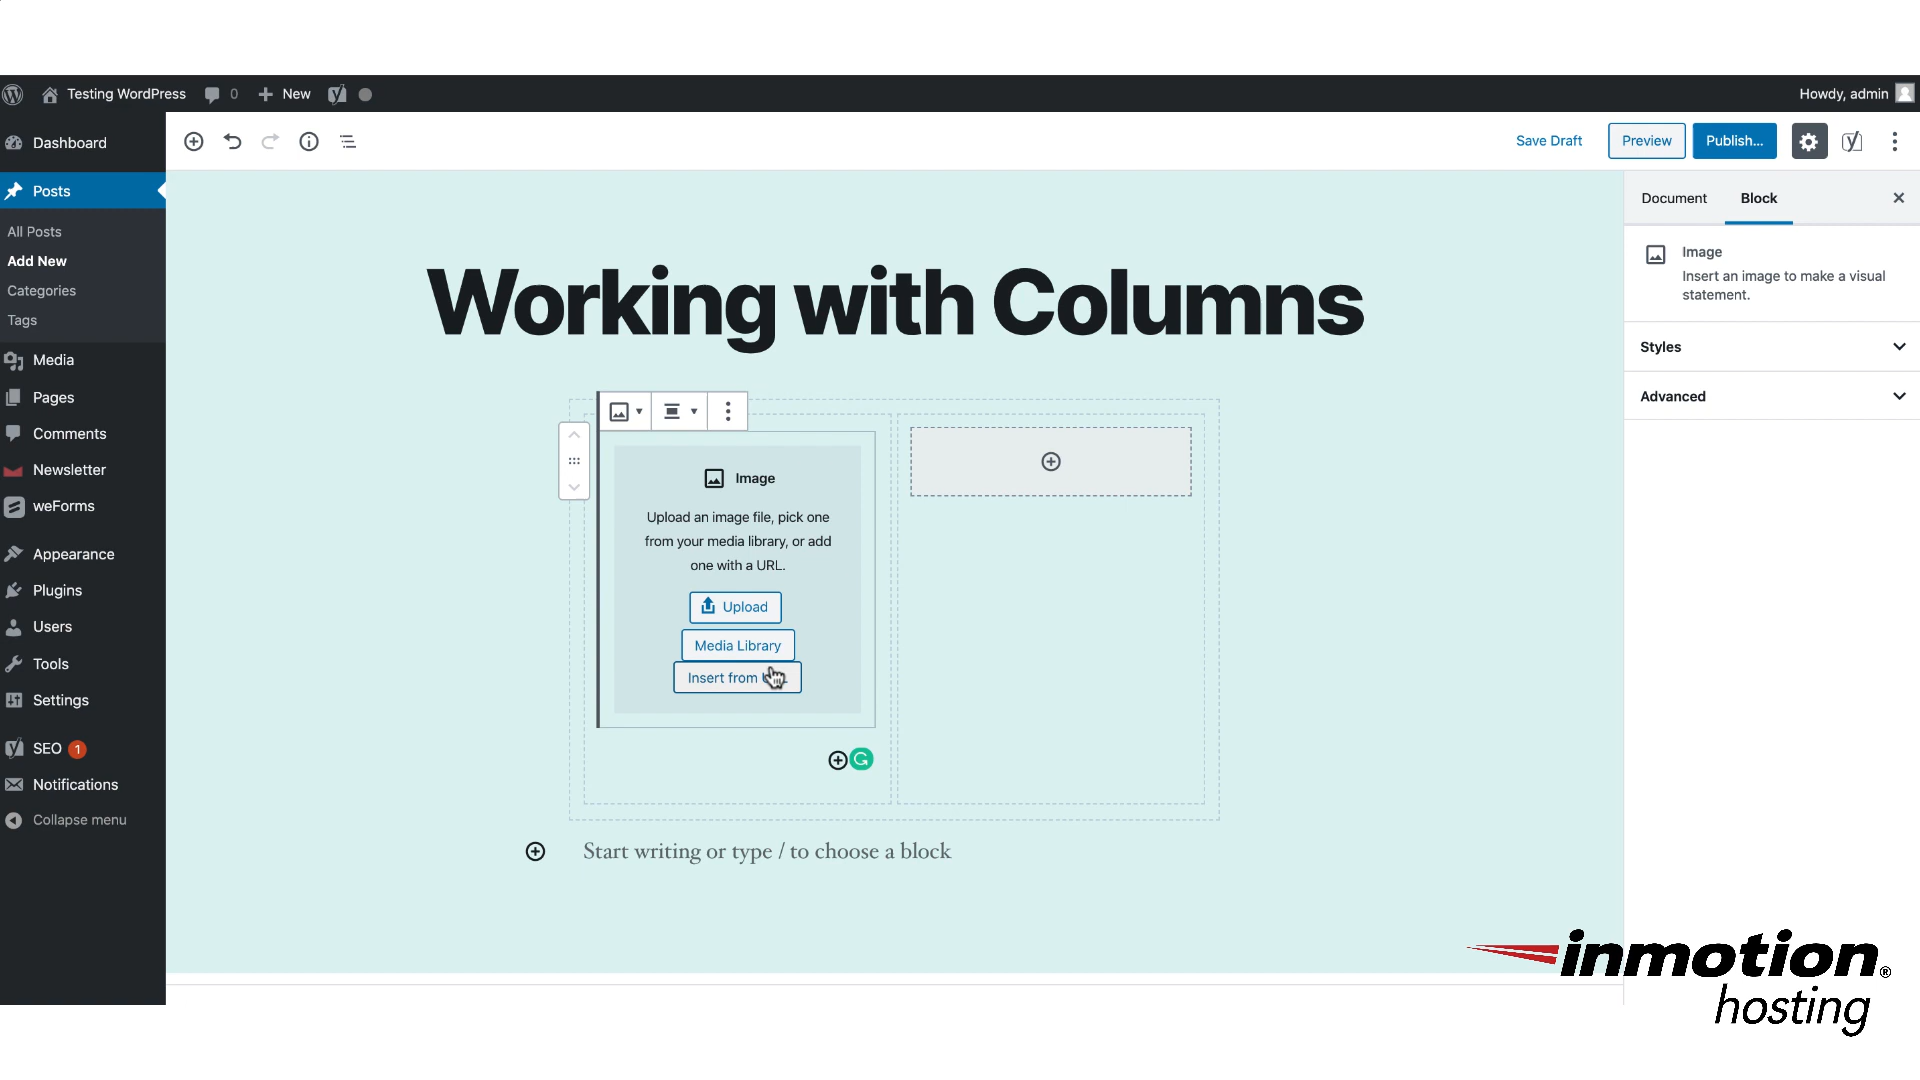 Testing WordPress 0 New
Howdy, admin
Dashboard
Posts
All Posts
Add New
Categories
Tags
Media
Pages
Comments
Newsletter
weForms
Appearance
Plugins
Users
Tools
Settings
SEO 1
Notifications
Collapse menu
Save Draft
Preview
Publish...
Working with Columns
Image
Upload an image file, pick one
from your media library, or add
one with a URL.
Upload
Media Library
Insert from
Start writing or type / to choose a block
Document
Block
Image
Insert an image to make a visual
statement.
Styles
Advanced
inmotion®
hosting